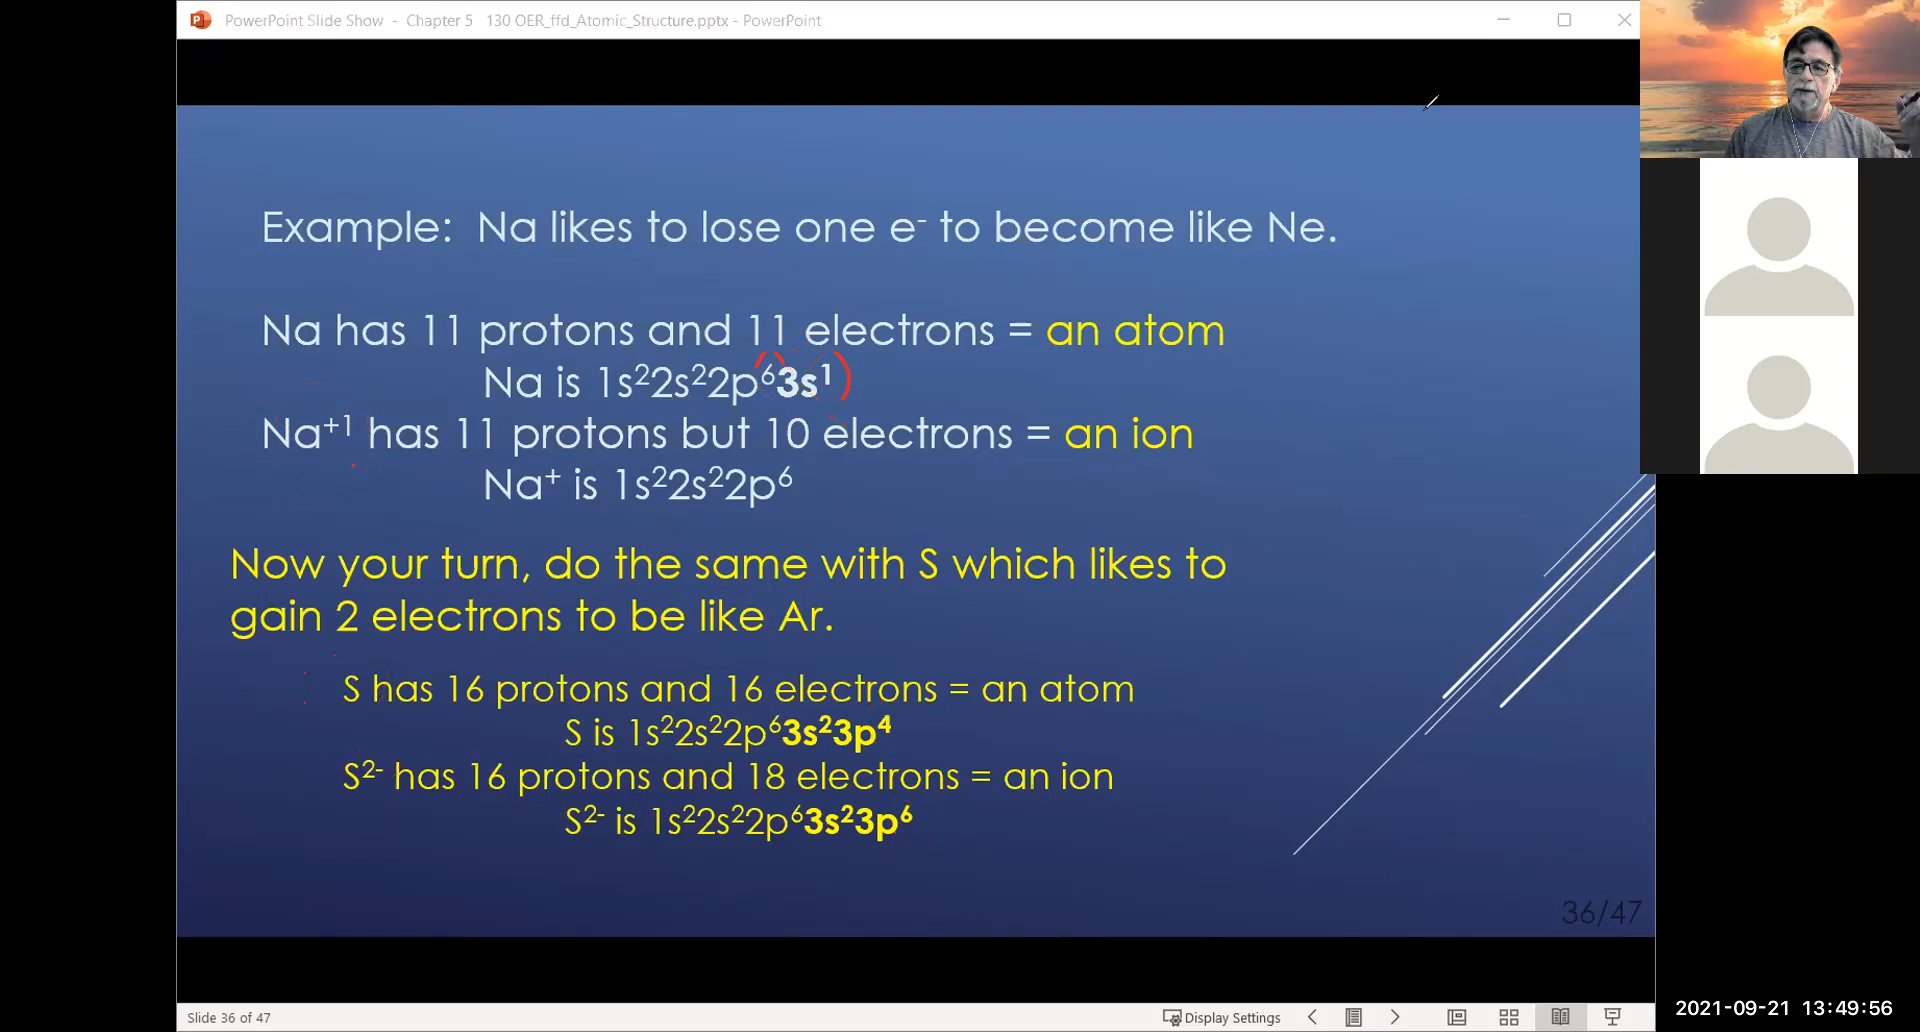 PowerPoint Slide Show - Chapter 5 130 OER_ffd_Atomic_Structure.pptx - PowerPoint
Example: Na likes to lose one e⁻ to become like Ne.
Na has 11 protons and 11 electrons = an atom
Na is 1s²2s²2p⁶3s¹
Na⁺¹ has 11 protons but 10 electrons = an ion
Na⁺ is 1s²2s²2p⁶
Now your turn, do the same with S which likes to
gain 2 electrons to be like Ar.
S has 16 protons and 16 electrons = an atom
S is 1s²2s²2p⁶3s²3p⁴
S²⁻ has 16 protons and 18 electrons = an ion
S²⁻ is 1s²2s²2p⁶3s²3p⁶
36/47
Slide 36 of 47
Display Settings
2021-09-21 13:49:56